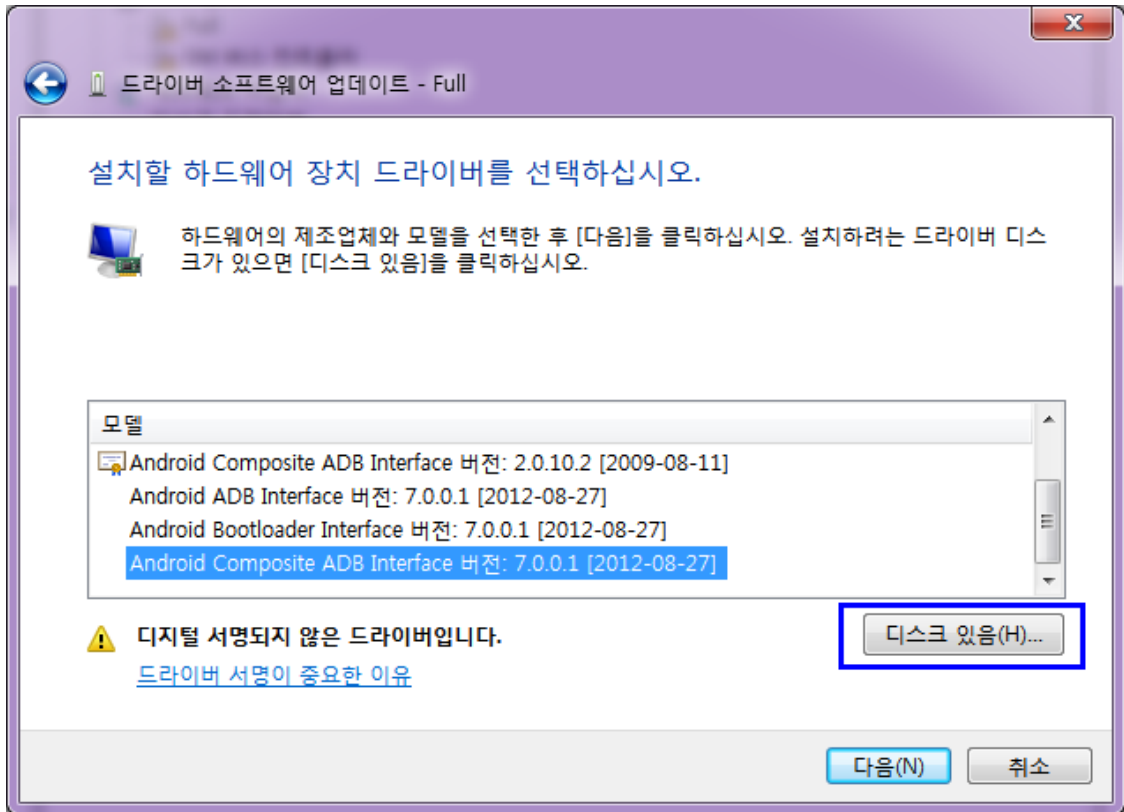 드라이버 소프트웨어 업데이트 - Full
설치할 하드웨어 장치 드라이버를 선택하십시오.
하드웨어의 제조업체와 모델을 선택한 후 [다음]을 클릭하십시오. 설치하려는 드라이버 디스
크가 있으면 [디스크 있음]을 클릭하십시오.
모델
Android Composite ADB Interface 버전: 2.0.10.2 [2009-08-11]
Android ADB Interface 버전: 7.0.0.1 [2012-08-27]
Android Bootloader Interface 버전: 7.0.0.1 [2012-08-27]
Android Composite ADB Interface 버전: 7.0.0.1 [2012-08-27]
디지털 서명되지 않은 드라이버입니다.
디스크 있음(H)...
드라이버 서명이 중요한 이유
다음(N)
취소